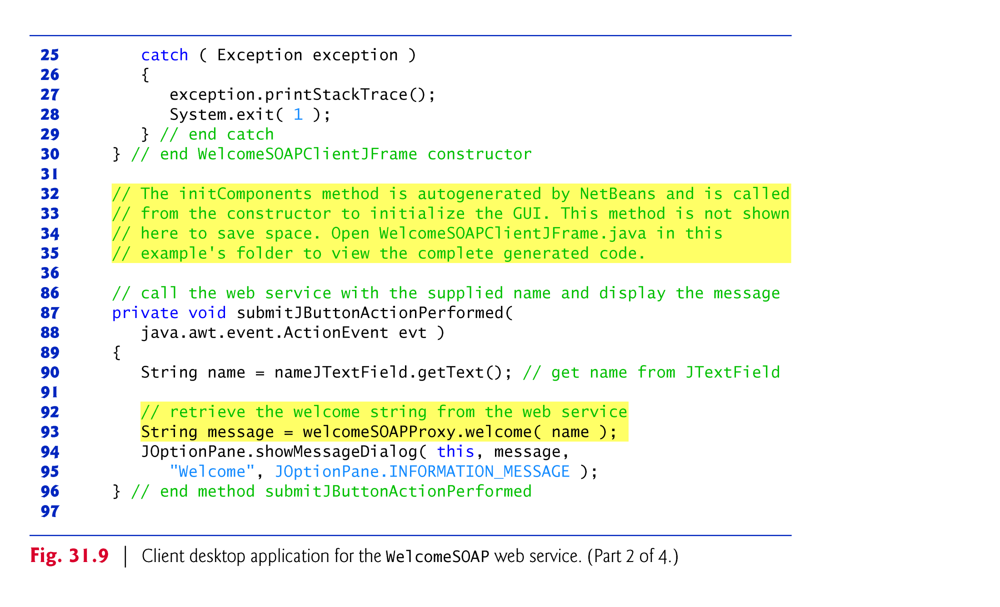 25 catch ( Exception exception )
26 {
27 exception.printStackTrace();
28 System.exit( 1 );
29 } // end catch
30 } // end WelcomeSOAPClientJFrame constructor
31
32 // The initComponents method is autogenerated by NetBeans and is called
33 // from the constructor to initialize the GUI. This method is not shown
34 // here to save space. Open WelcomeSOAPClientJFrame.java in this
35 // example's folder to view the complete generated code.
36
86 // call the web service with the supplied name and display the message
87 private void submitJButtonActionPerformed(
88 java.awt.event.ActionEvent evt )
89 {
90 String name = nameJTextField.getText(); // get name from JTextField
91
92 // retrieve the welcome string from the web service
93 String message = welcomeSOAPProxy.welcome( name );
94 JOptionPane.showMessageDialog( this, message,
95 "Welcome", JOptionPane.INFORMATION_MESSAGE );
96 } // end method submitJButtonActionPerformed
97
Fig. 31.9 | Client desktop application for the WelcomeSOAP web service. (Part 2 of 4.)